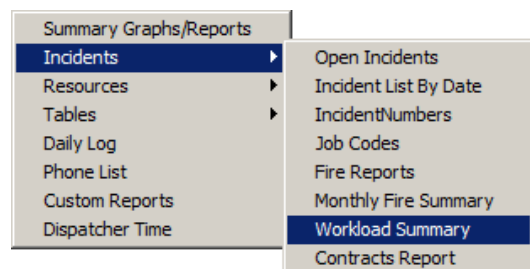 Summary Graphs/Reports
Incidents
Resources
Tables
Daily Log
Phone List
Custom Reports
Dispatcher Time
Open Incidents
Incident List By Date
IncidentNumbers
Job Codes
Fire Reports
Monthly Fire Summary
Workload Summary
Contracts Report